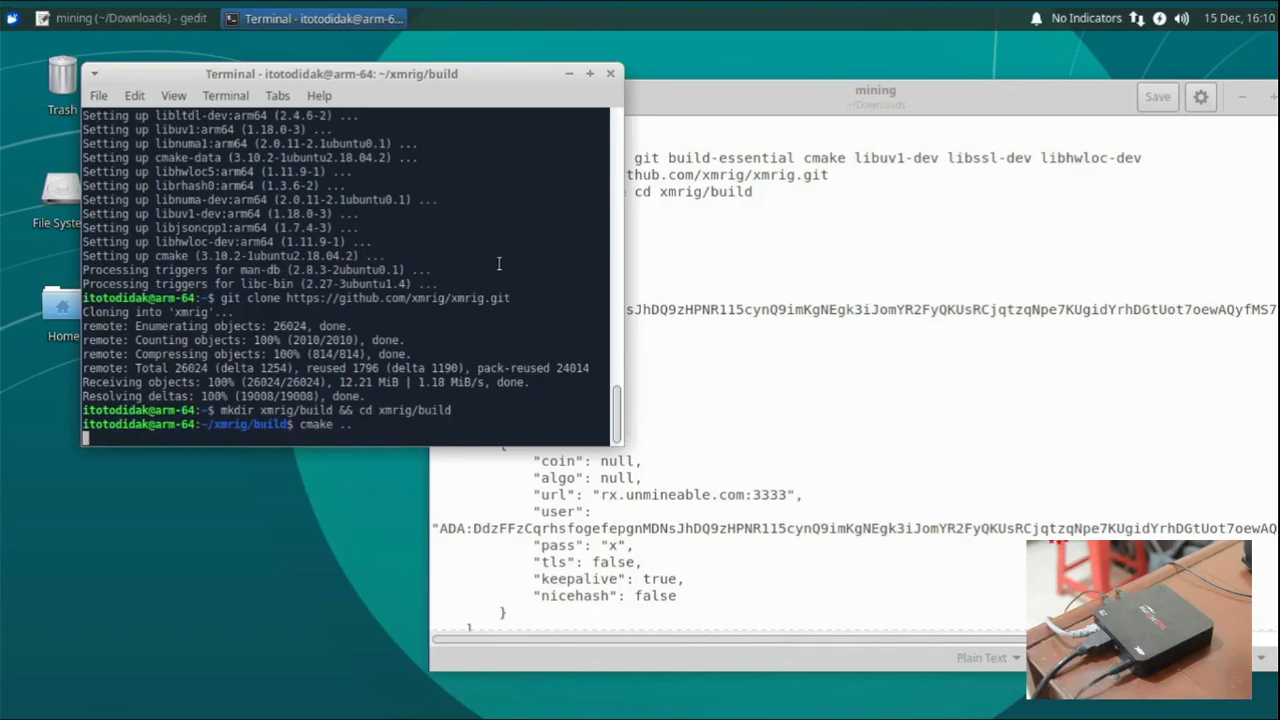 mining (~/Downloads) - gedit
Terminal - itotodidak@arm-6...
No Indicators
15 Dec, 16:10
Trash
File System
Home
Terminal - itotodidak@arm-64: ~/xmrig/build
File Edit View Terminal Tabs Help
Setting up libltdl-dev:arm64 (2.4.6-2) ...
Setting up libuv1:arm64 (1.18.0-3) ...
Setting up libnuma1:arm64 (2.0.11-2.1ubuntu0.1) ...
Setting up cmake-data (3.10.2-1ubuntu2.18.04.2) ...
Setting up libhwloc5:arm64 (1.11.9-1) ...
Setting up librhash0:arm64 (1.3.6-2) ...
Setting up libnuma-dev:arm64 (2.0.11-2.1ubuntu0.1) ...
Setting up libuv1-dev:arm64 (1.18.0-3) ...
Setting up libjsoncpp1:arm64 (1.7.4-3) ...
Setting up libhwloc-dev:arm64 (1.11.9-1) ...
Setting up cmake (3.10.2-1ubuntu2.18.04.2) ...
Processing triggers for man-db (2.8.3-2ubuntu0.1) ...
Processing triggers for libc-bin (2.27-3ubuntu1.4) ...
itotodidak@arm-64:~$ git clone https://github.com/xmrig/xmrig.git
Cloning into 'xmrig'...
remote: Enumerating objects: 26024, done.
remote: Counting objects: 100% (2010/2010), done.
remote: Compressing objects: 100% (814/814), done.
remote: Total 26024 (delta 1254), reused 1796 (delta 1190), pack-reused 24014
Receiving objects: 100% (26024/26024), 12.21 MiB | 1.18 MiB/s, done.
Resolving deltas: 100% (19008/19008), done.
itotodidak@arm-64:~$ mkdir xmrig/build && cd xmrig/build
itotodidak@arm-64:~/xmrig/build$ cmake ..
mining
~/Downloads
Save
git build-essential cmake libuv1-dev libssl-dev libhwloc-dev
thub.com/xmrig/xmrig.git
cd xmrig/build
sJhDQ9zHPNR115cynQ9imKgNEgk3iJomYR2FyQKUsRCjqtzqNpe7KUgidYrhDGtUot7oewAQyfMS7
{
"coin": null,
"algo": null,
"url": "rx.unmineable.com:3333",
"user":
"ADA:DdzFFzCqrhsfogefepgnMDNsJhDQ9zHPNR115cynQ9imKgNEgk3iJomYR2FyQKUsRCjqtzqNpe7KUgidYrhDGtUot7oewAQ
"pass": "x",
"tls": false,
"keepalive": true,
"nicehash": false
}
]
Plain Text